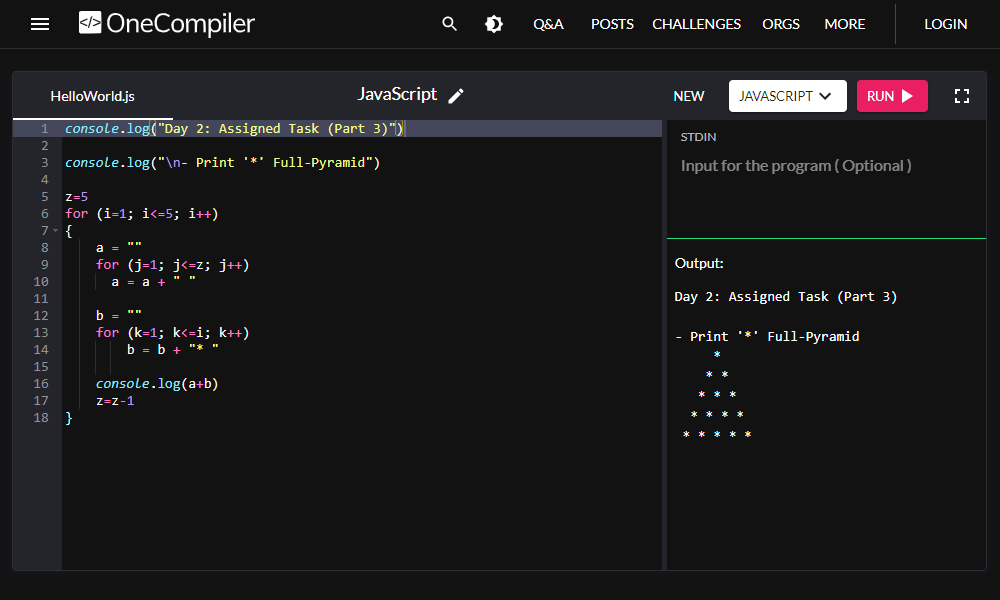 </> OneCompiler Q&A POSTS CHALLENGES ORGS MORE LOGIN
HelloWorld.js JavaScript NEW JAVASCRIPT RUN
1 console.log("Day 2: Assigned Task (Part 3)")
2
3 console.log("\n- Print '*' Full-Pyramid")
4
5 z=5
6 for (i=1; i<=5; i++)
7 {
8     a = ""
9     for (j=1; j<=z; j++)
10       a = a + " "
11
12     b = ""
13     for (k=1; k<=i; k++)
14         b = b + "* "
15
16     console.log(a+b)
17     z=z-1
18 }
STDIN
Input for the program ( Optional )
Output:
Day 2: Assigned Task (Part 3)
- Print '*' Full-Pyramid
     *
    * *
   * * *
  * * * *
 * * * * *